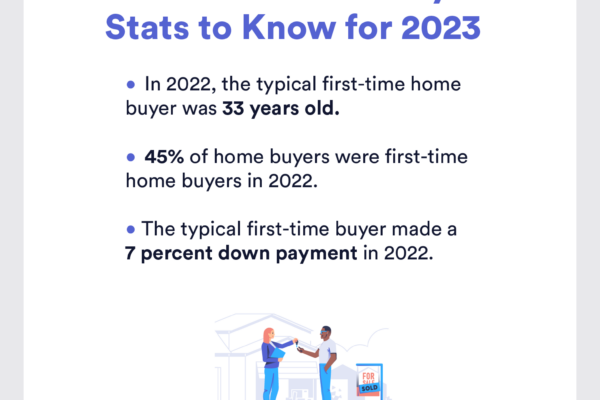 Stats to Know for 2023
• In 2022, the typical first-time home
buyer was 33 years old.
• 45% of home buyers were first-time
home buyers in 2022.
• The typical first-time buyer made a
7 percent down payment in 2022.
FOR
SALE
SOLD